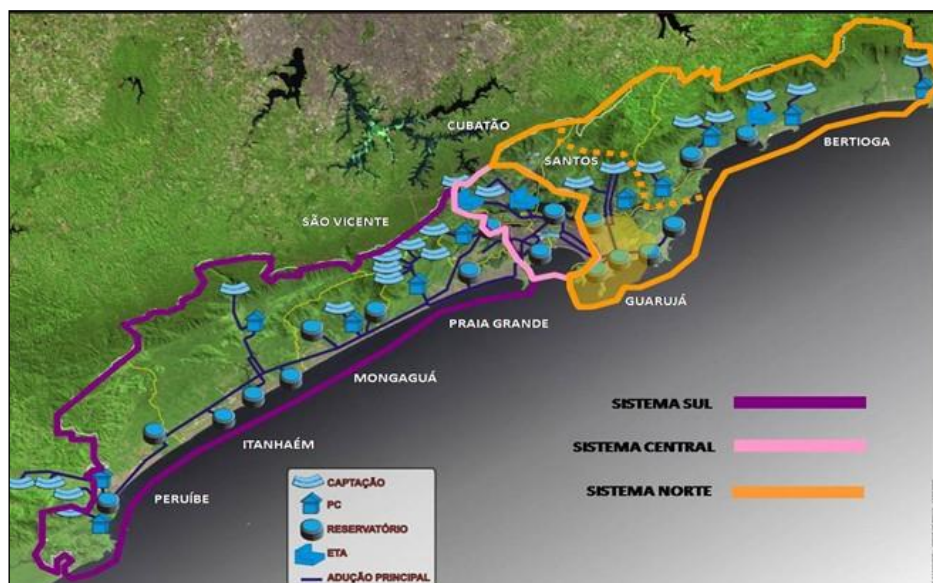 CUBATÃO
SANTOS
BERTIOGA
SÃO VICENTE
GUARUJÁ
PRAIA GRANDE
MONGAGUÁ
ITANHAÉM
PERUÍBE
SISTEMA SUL
SISTEMA CENTRAL
SISTEMA NORTE
CAPTAÇÃO
PC
RESERVATÓRIO
ETA
ADUÇÃO PRINCIPAL